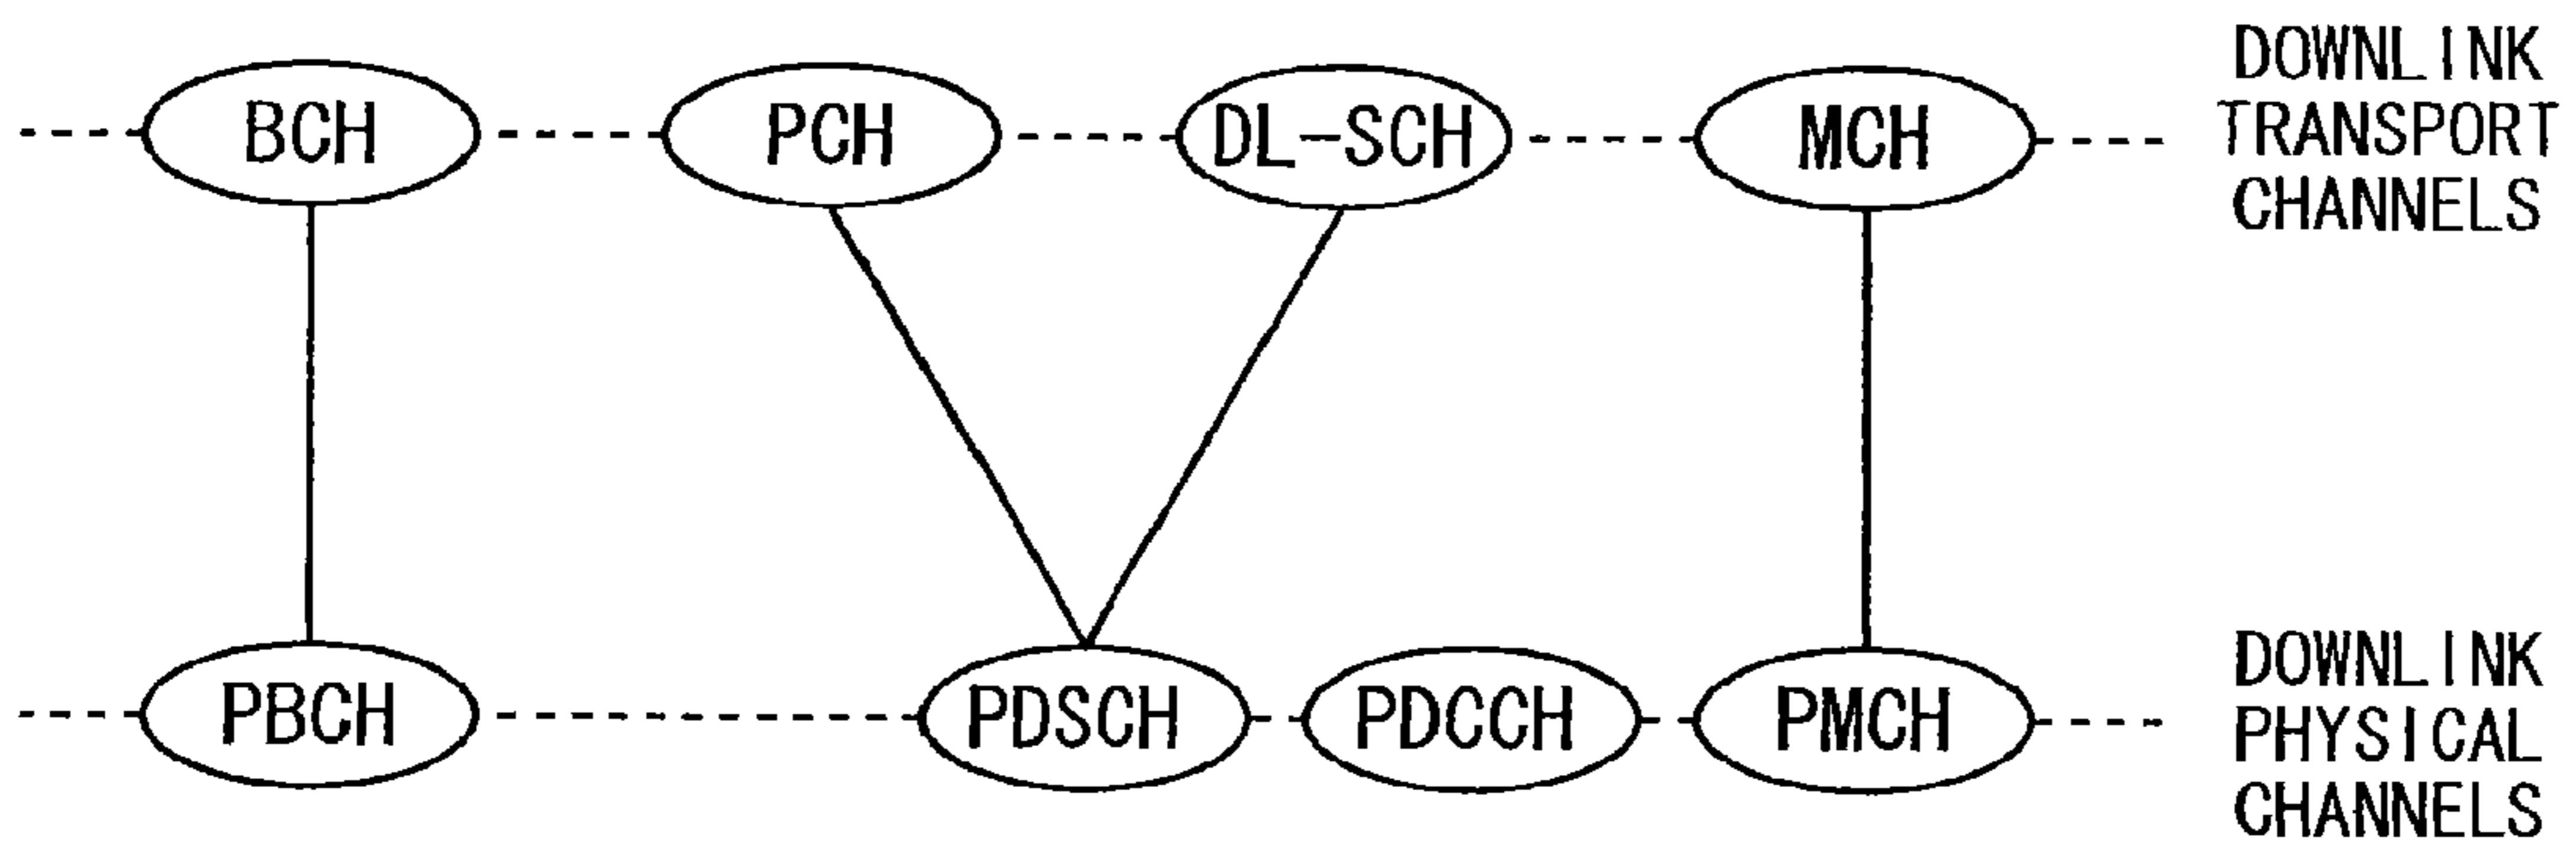 BCH
PCH
DL-SCH
MCH
DOWNLINK
TRANSPORT
CHANNELS
PBCH
PDSCH
PDCCH
PMCH
DOWNLINK
PHYSICAL
CHANNELS